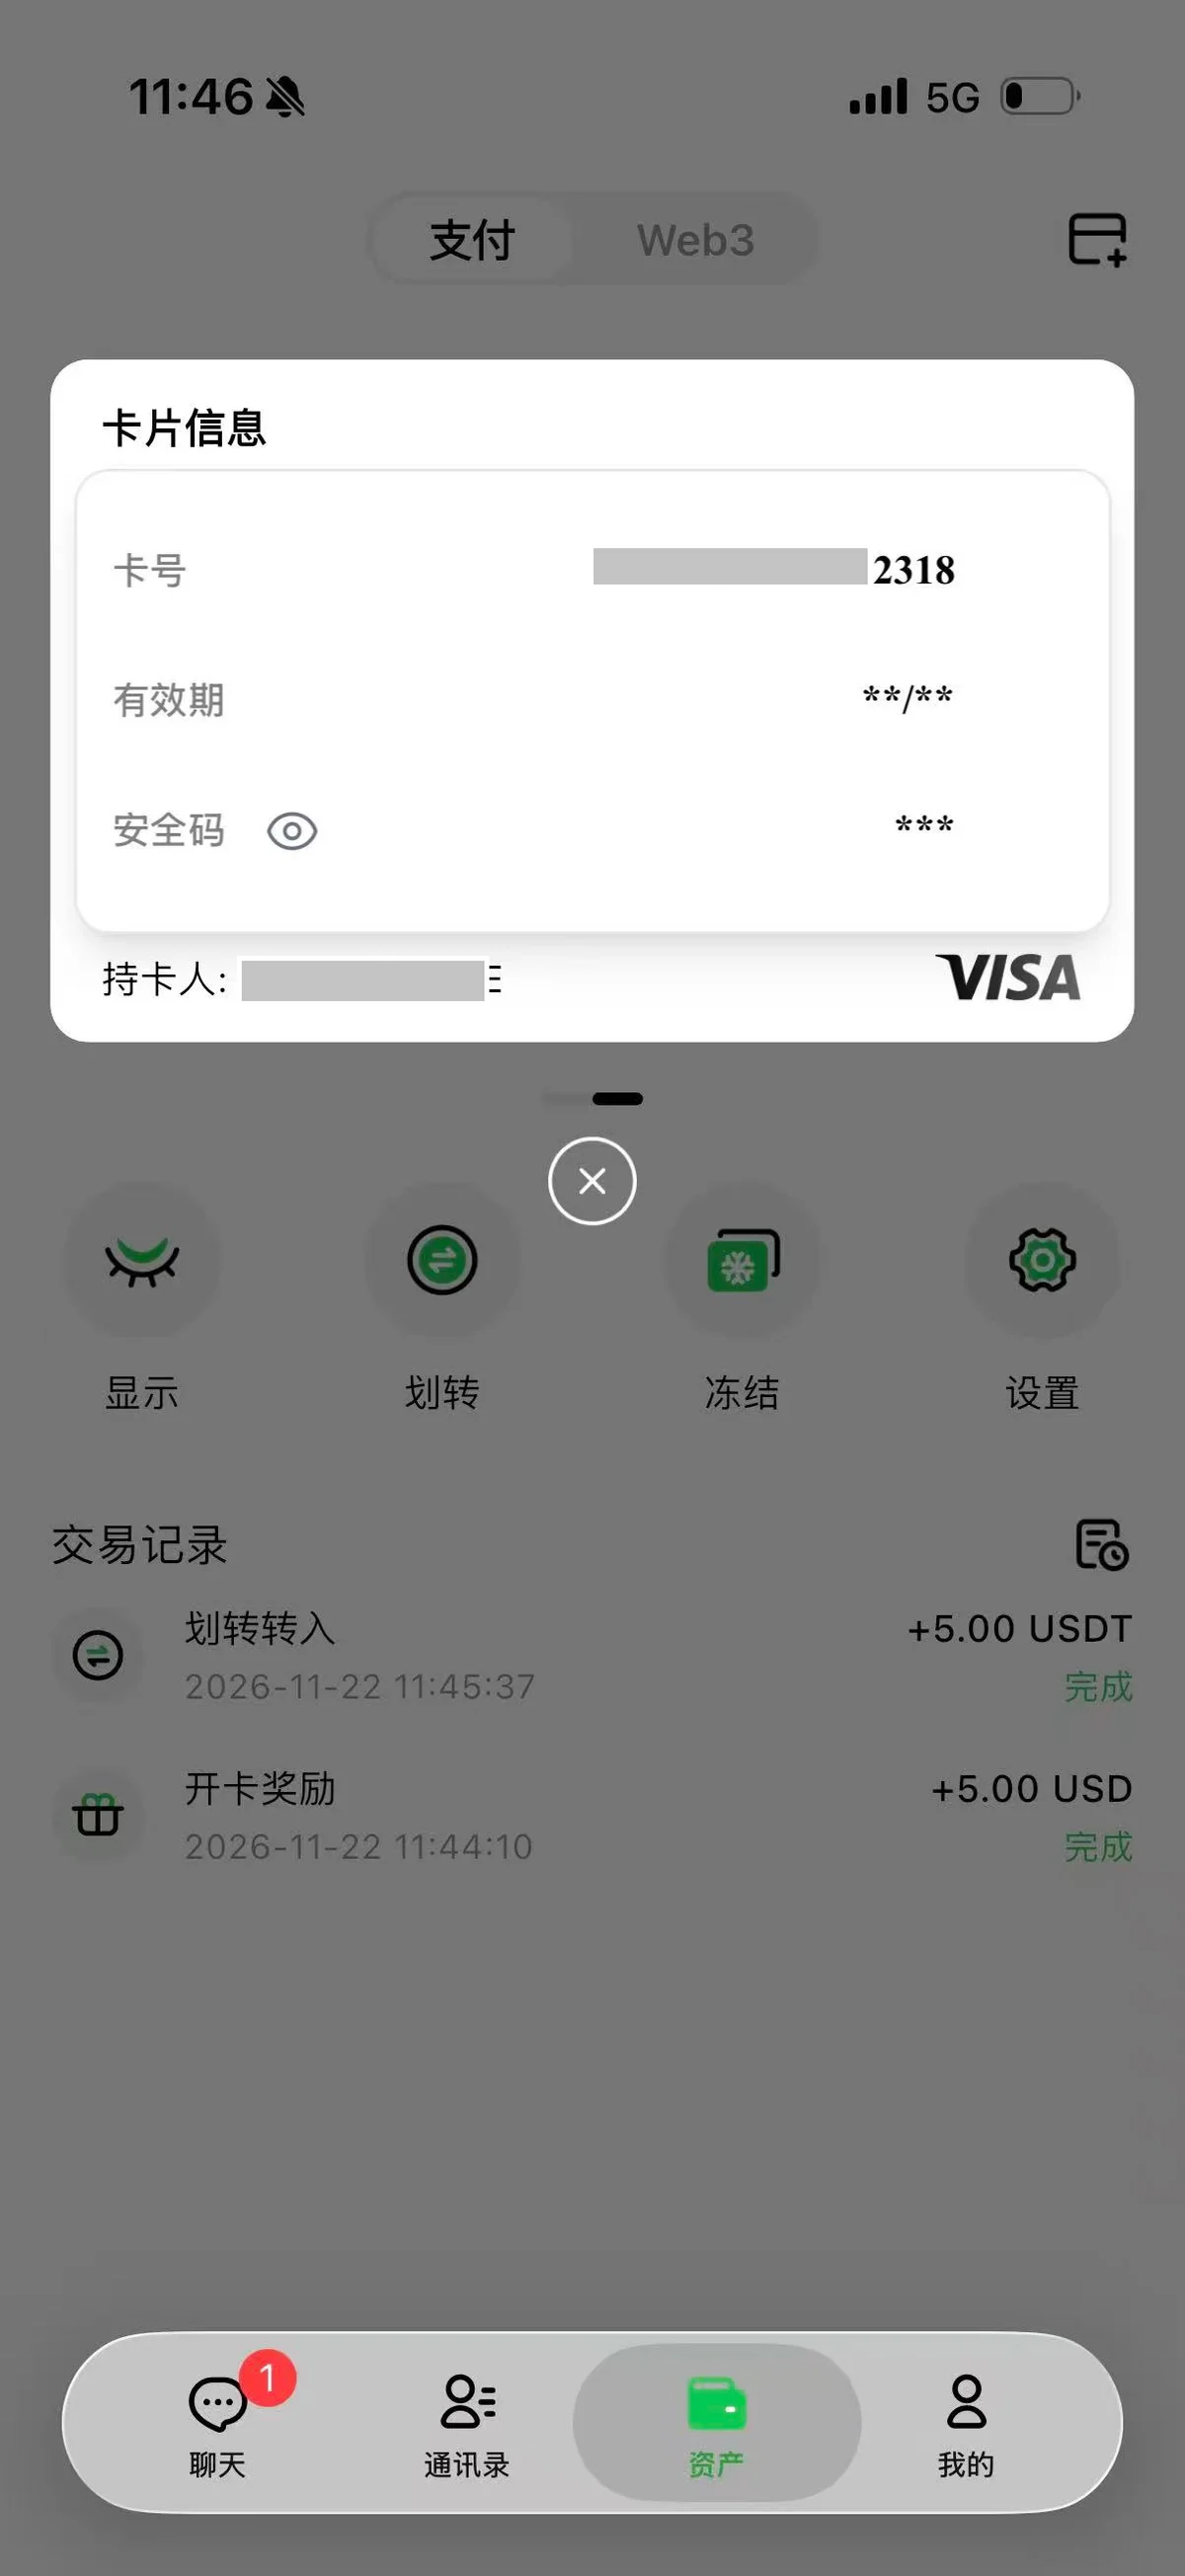 11:46
5G
支付 Web3
卡片信息
卡号 2318
有效期 **/**
安全码 ***
持卡人:
VISA
显示 划转 冻结 设置
交易记录
划转转入 +5.00 USDT
2026-11-22 11:45:37 完成
开卡奖励 +5.00 USD
2026-11-22 11:44:10 完成
1
聊天 通讯录 资产 我的